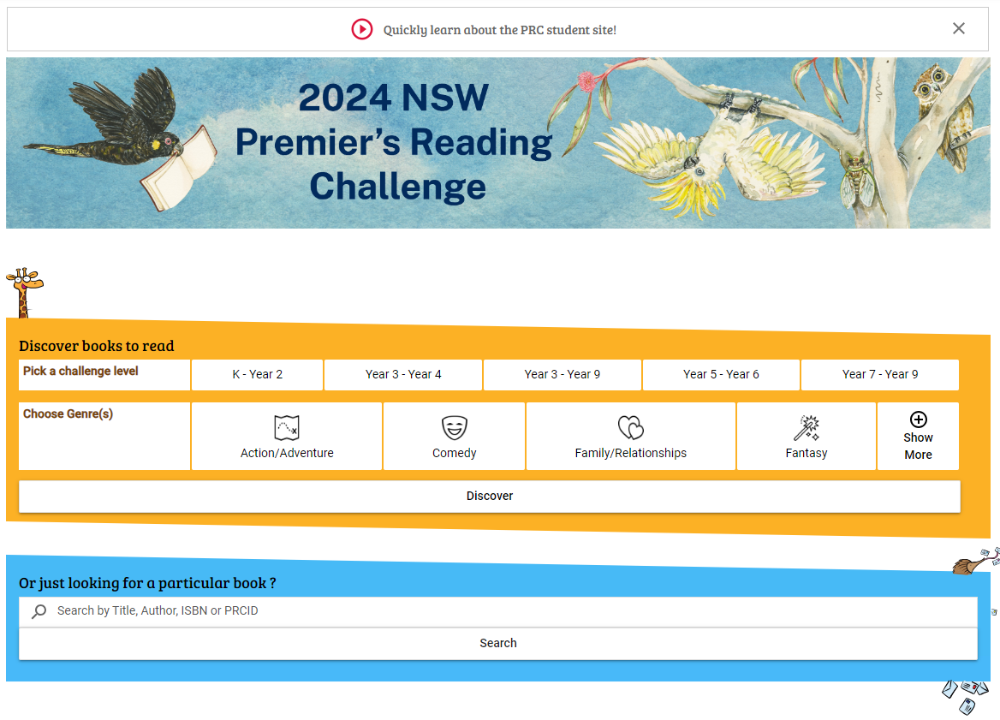 Quickly learn about the PRC student site!
2024 NSW
Premier’s Reading
Challenge
Discover books to read
Pick a challenge level
K - Year 2
Year 3 - Year 4
Year 3 - Year 9
Year 5 - Year 6
Year 7 - Year 9
Choose Genre(s)
Action/Adventure
Comedy
Family/Relationships
Fantasy
Show
More
Discover
Or just looking for a particular book ?
Search by Title, Author, ISBN or PRCID
Search